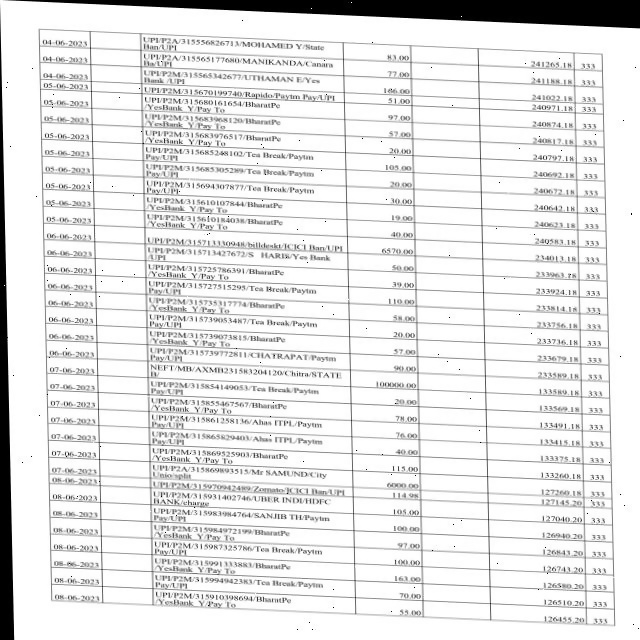 04-06-2023 UPI/P2A/315556826713/MOHAMED Y/State
Ban/UPI 83.00 241265.18 333
04-06-2023 UPI/P2A/315565177680/MANIKANDA/Canara
Ba/UPI 77.00 241188.18 333
04-06-2023 UPI/P2M/315565342677/UTHAMAN E/Yes
Bank /UPI 166.00 241022.18 333
05-06-2023 UPI/P2M/315670199740/Rapido/Paytm Pay/UPI 51.00 240971.18 333
05-06-2023 UPI/P2M/315680161654/BharatPe
/YesBank_Y/Pay To 97.00 240874.18 333
05-06-2023 UPI/P2M/315683968120/BharatPe
/YesBank_Y/Pay To 57.00 240817.18 333
05-06-2023 UPI/P2M/315683976517/BharatPe
/YesBank_Y/Pay To 20.00 240797.18 333
05-06-2023 UPI/P2M/315685248102/Tea Break/Paytm
Pay/UPI 105.00 240692.18 333
05-06-2023 UPI/P2M/315685305289/Tea Break/Paytm
Pay/UPI 20.00 240672.18 333
05-06-2023 UPI/P2M/315694307877/Tea Break/Paytm
Pay/UPI 30.00 240642.18 333
05-06-2023 UPI/P2M/315610107844/BharatPe
/YesBank_Y/Pay To 19.00 240623.18 333
05-06-2023 UPI/P2M/315610184038/BharatPe
/YesBank_Y/Pay To 40.00 240583.18 333
06-06-2023 UPI/P2M/315713330948/billdeskt/ICICI Ban/UPI 6570.00 234013.18 333
06-06-2023 UPI/P2M/315713427672/S HARIS/Yes Bank
/UPI 50.00 233963.18 333
06-06-2023 UPI/P2M/315725786391/BharatPe
/YesBank_Y/Pay To 39.00 233924.18 333
06-06-2023 UPI/P2M/315727515295/Tea Break/Paytm
Pay/UPI 110.00 233814.18 333
06-06-2023 UPI/P2M/315735317774/BharatPe
/YesBank_Y/Pay To 58.00 233756.18 333
06-06-2023 UPI/P2M/315739053487/Tea Break/Paytm
Pay/UPI 20.00 233736.18 333
06-06-2023 UPI/P2M/315739073815/BharatPe
/YesBank_Y/Pay To 57.00 233679.18 333
06-06-2023 UPI/P2M/315739772811/CHATRAPAT/Paytm
Pay/UPI 90.00 233589.18 333
07-06-2023 NEFT/MB/AXMB231583204120/Chitra/STATE
B/ 100000.00 133589.18 333
07-06-2023 UPI/P2M/315854149053/Tea Break/Paytm
Pay/UPI 20.00 133569.18 333
07-06-2023 UPI/P2M/315855467567/BharatPe
/YesBank_Y/Pay To 78.00 133491.18 333
07-06-2023 UPI/P2M/315861258136/Ahas ITPL/Paytm
Pay/UPI 76.00 133415.18 333
07-06-2023 UPI/P2M/315865829403/Ahas ITPL/Paytm
Pay/UPI 40.00 133375.18 333
07-06-2023 UPI/P2M/315869525903/BharatPe
/YesBank_Y/Pay To 115.00 133260.18 333
07-06-2023 UPI/P2A/315869893515/Mr SAMUND/City
Unio/split 6000.00 127260.18 333
08-06-2023 UPI/P2M/315970942489/Zomato/ICICI Ban/UPI 114.98 127145.20 333
08-06-2023 UPI/P2M/315931402746/UBER INDI/HDFC
BANK/charge 105.00 127040.20 333
08-06-2023 UPI/P2M/315983984764/SANJIB TH/Paytm
Pay/UPI 100.00 126940.20 333
08-06-2023 UPI/P2M/315984972199/BharatPe
/YesBank_Y/Pay To 97.00 126843.20 333
08-06-2023 UPI/P2M/315987325786/Tea Break/Paytm
Pay/UPI 100.00 126743.20 333
08-06-2023 UPI/P2M/315991333883/BharatPe
/YesBank_Y/Pay To 163.00 126580.20 333
08-06-2023 UPI/P2M/315994942383/Tea Break/Paytm
Pay/UPI 70.00 126510.20 333
08-06-2023 UPI/P2M/315910398694/BharatPe
/YesBank_Y/Pay To 55.00 126455.20 333